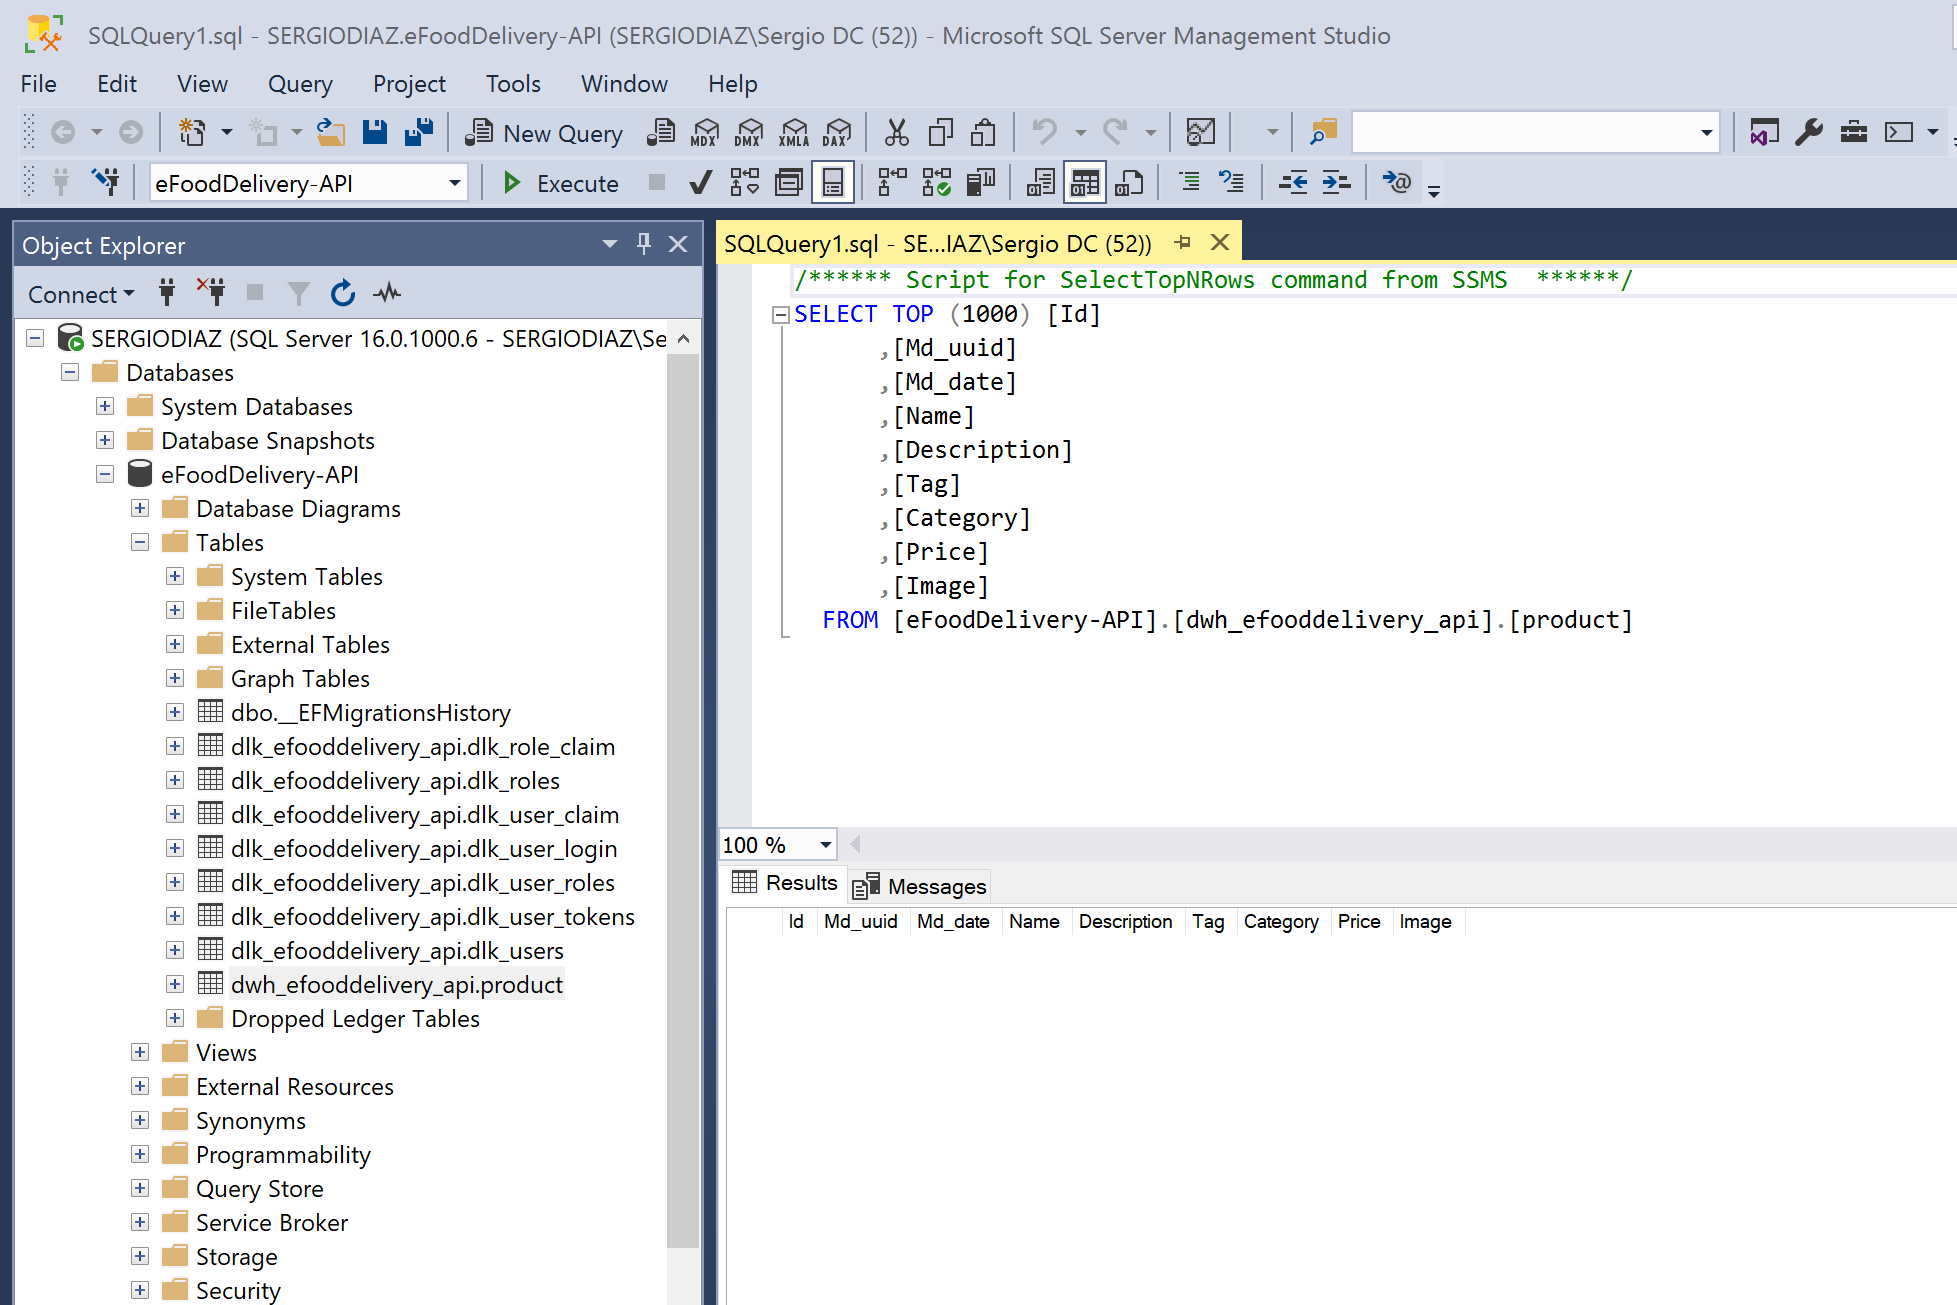 SQLQuery1.sql - SERGIODIAZ.eFoodDelivery-API (SERGIODIAZ\Sergio DC (52)) - Microsoft SQL Server Management Studio
File Edit View Query Project Tools Window Help
New Query MDX DMX XMLA DAX
eFoodDelivery-API Execute
Object Explorer
Connect
SERGIODIAZ (SQL Server 16.0.1000.6 - SERGIODIAZ\Se
Databases
System Databases
Database Snapshots
eFoodDelivery-API
Database Diagrams
Tables
System Tables
FileTables
External Tables
Graph Tables
dbo.__EFMigrationsHistory
dlk_efooddelivery_api.dlk_role_claim
dlk_efooddelivery_api.dlk_roles
dlk_efooddelivery_api.dlk_user_claim
dlk_efooddelivery_api.dlk_user_login
dlk_efooddelivery_api.dlk_user_roles
dlk_efooddelivery_api.dlk_user_tokens
dlk_efooddelivery_api.dlk_users
dwh_efooddelivery_api.product
Dropped Ledger Tables
Views
External Resources
Synonyms
Programmability
Query Store
Service Broker
Storage
Security
SQLQuery1.sql - SE...IAZ\Sergio DC (52))
/****** Script for SelectTopNRows command from SSMS  ******/
SELECT TOP (1000) [Id]
,[Md_uuid]
,[Md_date]
,[Name]
,[Description]
,[Tag]
,[Category]
,[Price]
,[Image]
FROM [eFoodDelivery-API].[dwh_efooddelivery_api].[product]
100 %
Results Messages
Id Md_uuid Md_date Name Description Tag Category Price Image